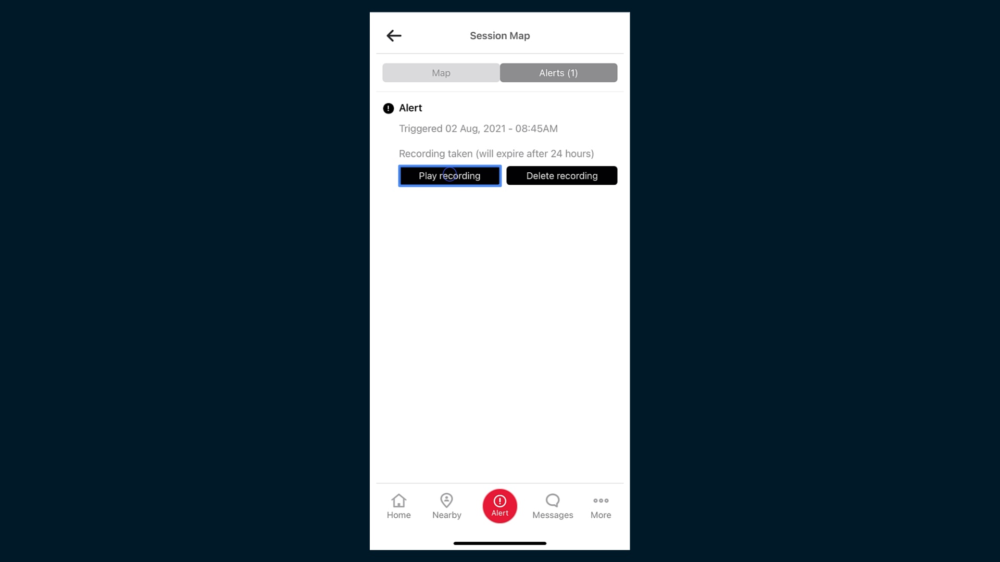 Session Map
Map
Alerts (1)
Alert
Triggered 02 Aug, 2021 - 08:45AM
Recording taken (will expire after 24 hours)
Play recording
Delete recording
Home
Nearby
Alert
Messages
More